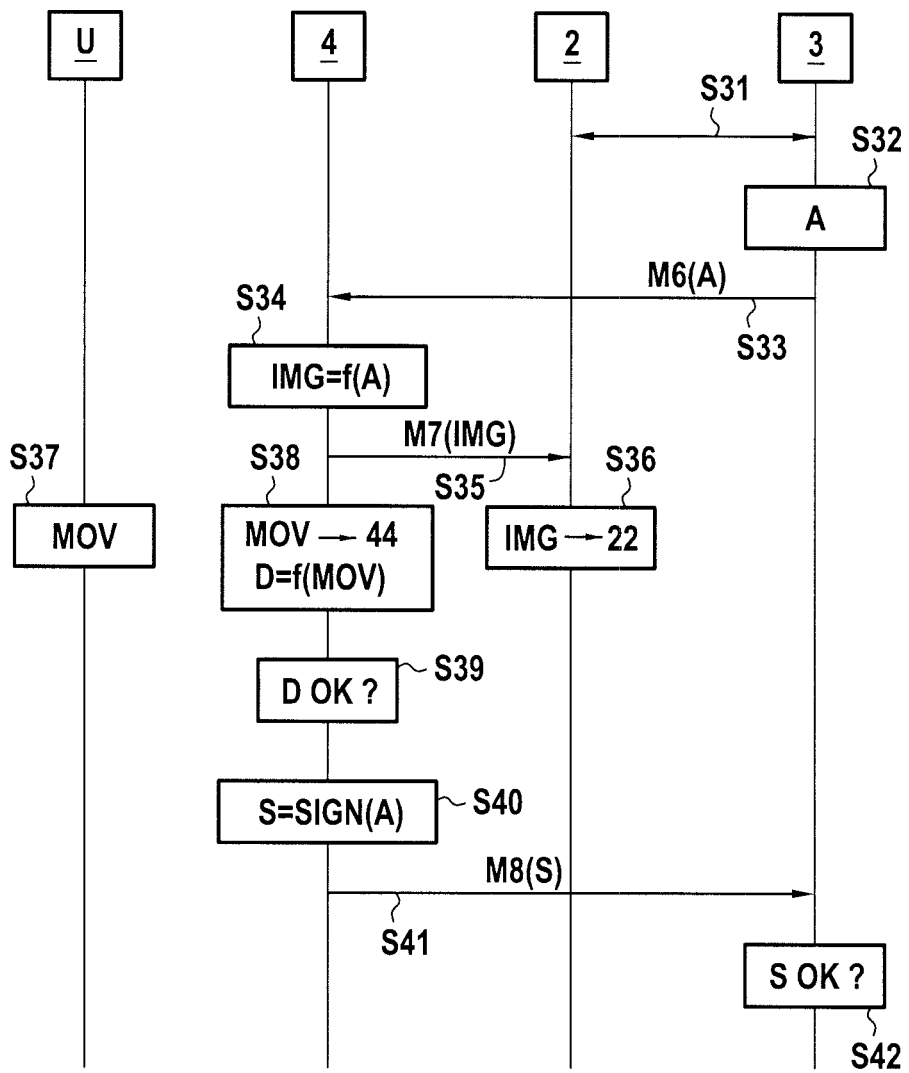 U
4
2
3
S31
S32
A
M6(A)
S33
S34
IMG=f(A)
M7(IMG)
S35
S37
MOV
S38
MOV → 44
D=f(MOV)
S36
IMG → 22
D OK ?
S39
S=SIGN(A)
S40
M8(S)
S41
S OK ?
S42